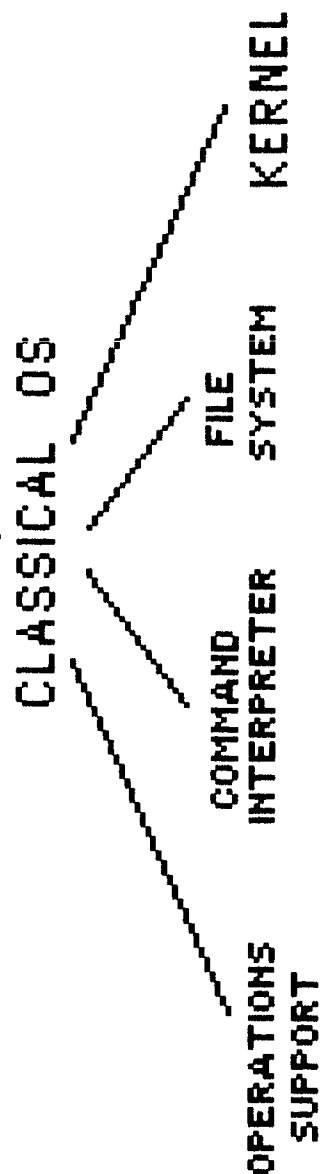 CLASSICAL OS
OPERATIONS
SUPPORT
COMMAND
INTERPRETER
FILE
SYSTEM
KERNEL